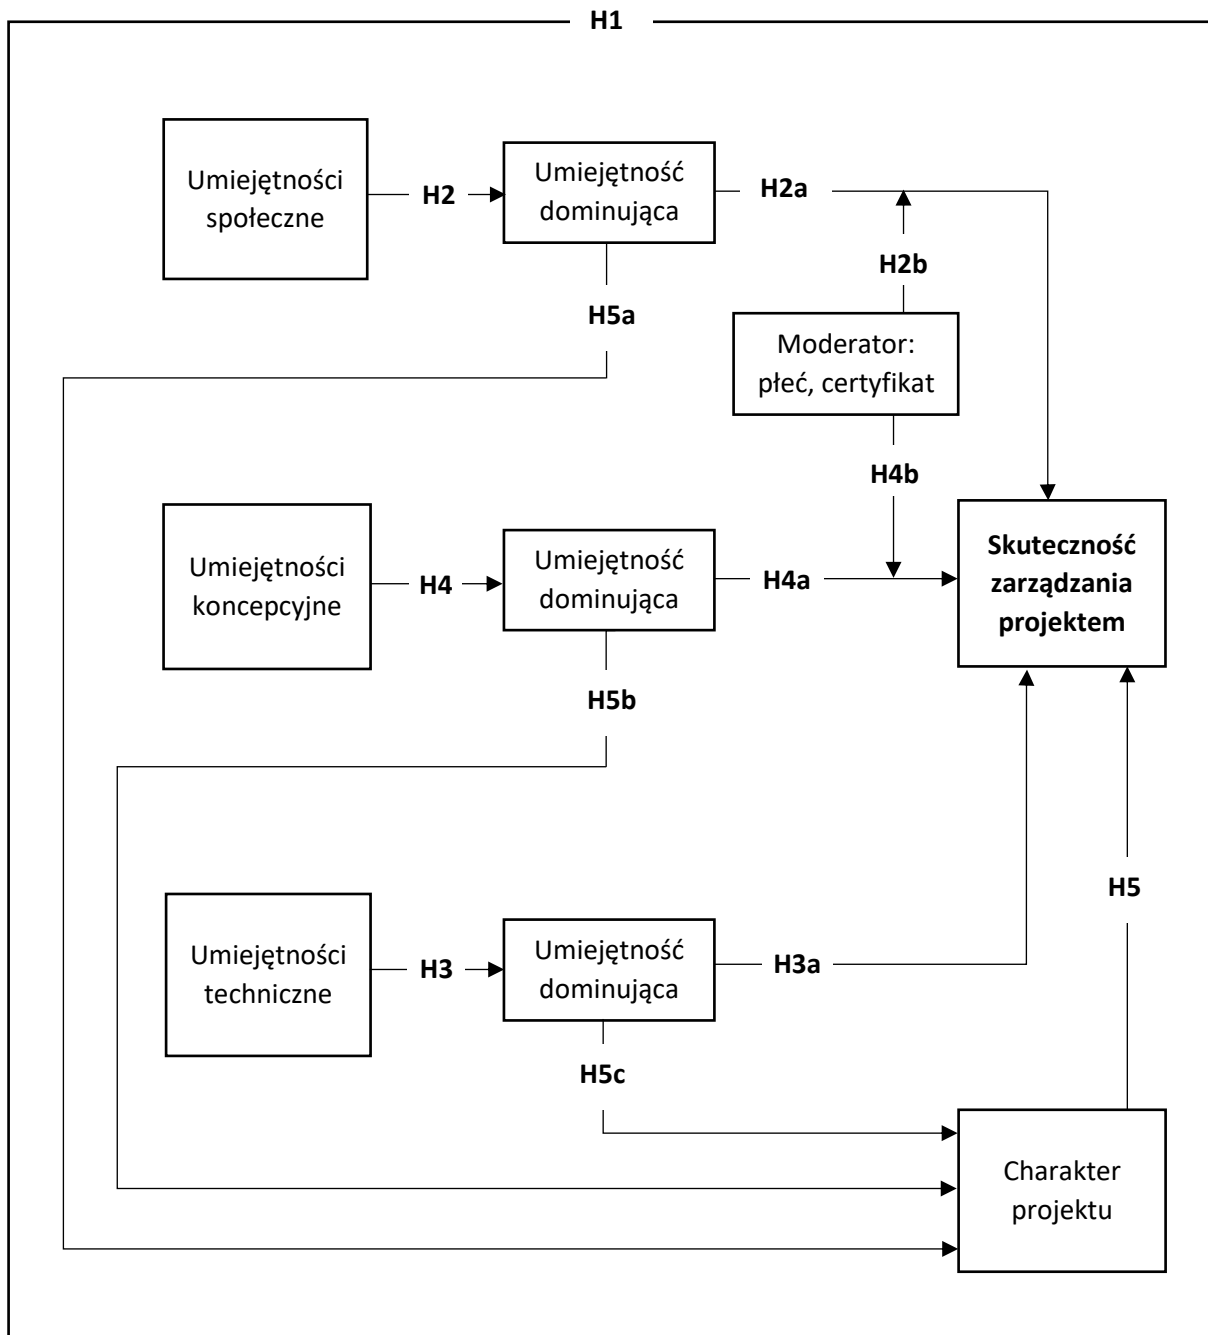 H1
Umiejętności
społeczne
H2
Umiejętność
dominująca
H2a
H2b
H5a
Moderator:
płeć, certyfikat
H4b
Umiejętności
koncepcyjne
H4
Umiejętność
dominująca
H4a
Skuteczność
zarządzania
projektem
H5b
H5
Umiejętności
techniczne
H3
Umiejętność
dominująca
H3a
H5c
Charakter
projektu